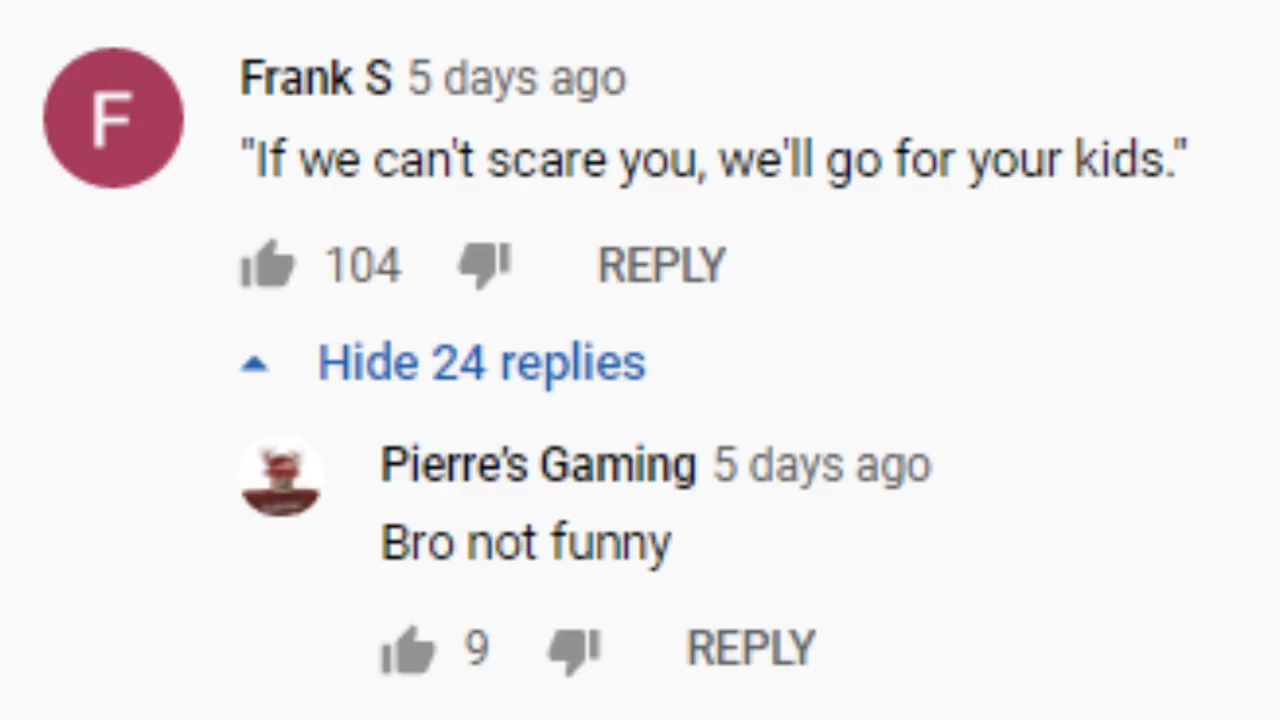 F
Frank S 5 days ago
"If we can't scare you, we'll go for your kids."
104 REPLY
Hide 24 replies
Pierre's Gaming 5 days ago
Bro not funny
9 REPLY